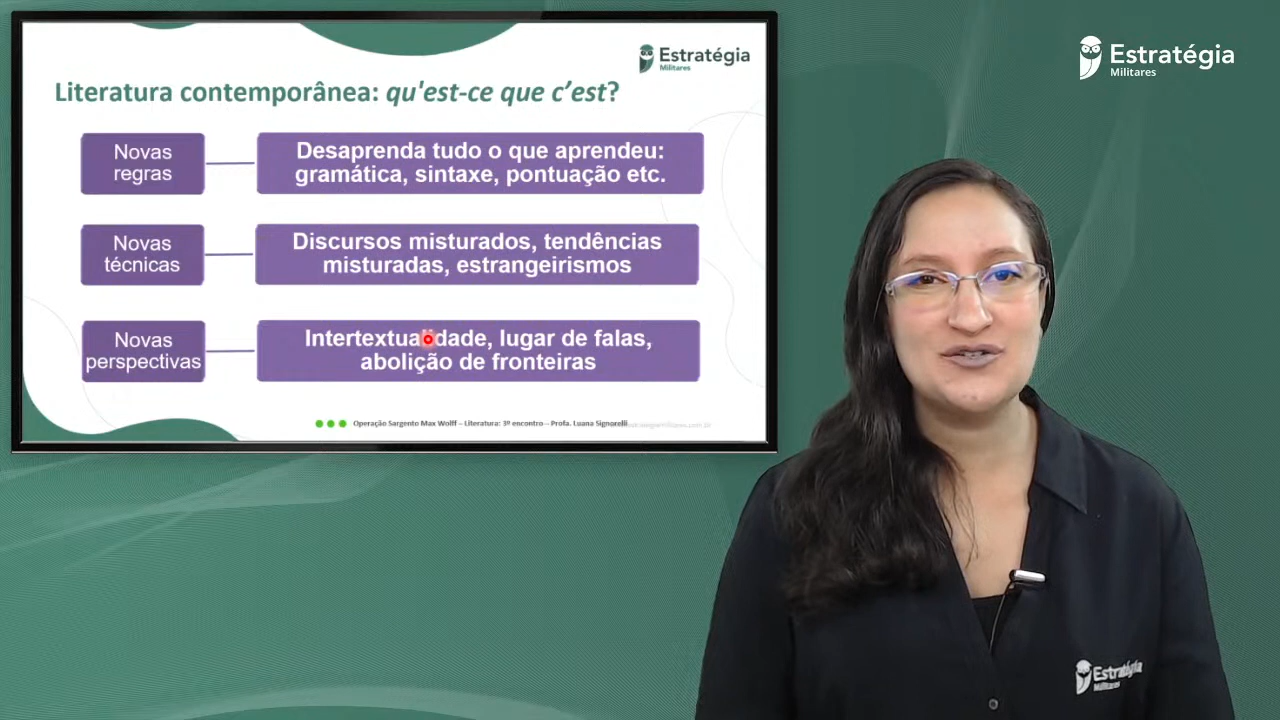 Estratégia
Militares
Literatura contemporânea: qu'est-ce que c’est?
Novas
regras
Desaprenda tudo o que aprendeu:
gramática, sintaxe, pontuação etc.
Novas
técnicas
Discursos misturados, tendências
misturadas, estrangeirismos
Novas
perspectivas
Intertextualidade, lugar de falas,
abolição de fronteiras
Operação Sargento Max Wolff – Literatura: 3º encontro – Profa. Luana Signorelli
Estratégia
Militares
Estratégia
Militares